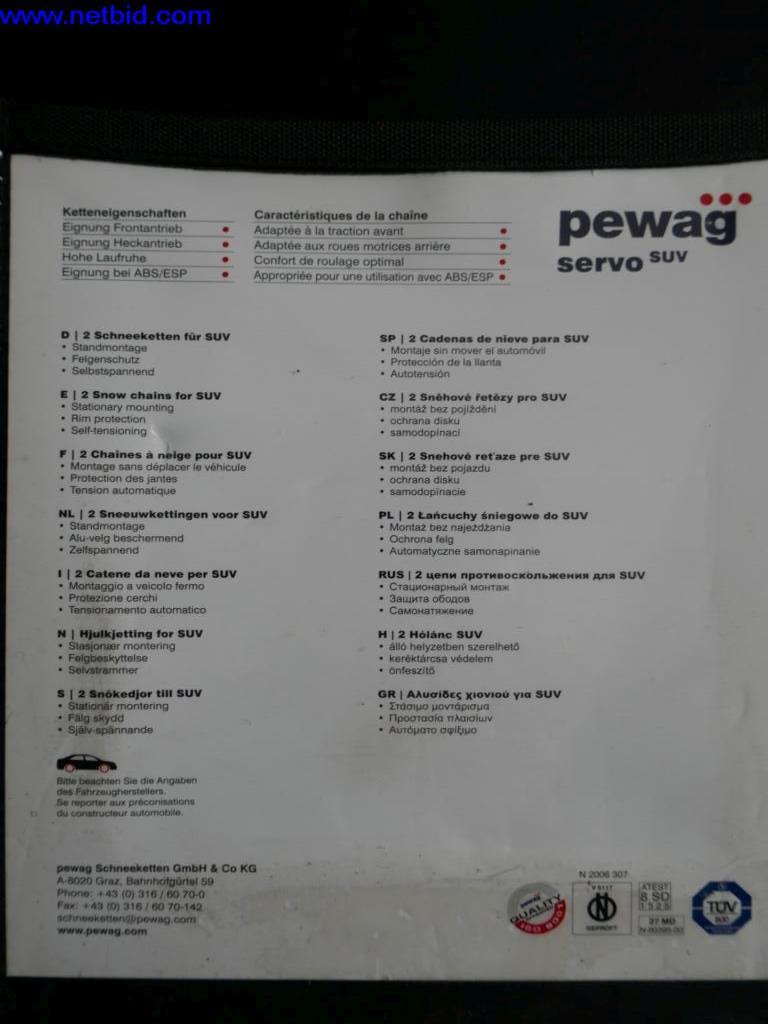 www.netbid.com
Ketteneigenschaften
Eignung Frontantrieb
Eignung Heckantrieb
Hohe Laufruhe
Eignung bei ABS/ESP
Caractéristiques de la chaîne
Adaptée à la traction avant
Adaptée aux roues motrices arrière
Confort de roulage optimal
Appropriée pour une utilisation avec ABS/ESP
pewag
servo SUV
D | 2 Schneeketten für SUV
• Standmontage
• Felgenschutz
• Selbstspannend
E | 2 Snow chains for SUV
• Stationary mounting
• Rim protection
• Self-tensioning
F | 2 Chaînes à neige pour SUV
• Montage sans déplacer le véhicule
• Protection des jantes
• Tension automatique
NL | 2 Sneeuwkettingen voor SUV
• Standmontage
• Alu-velg beschermend
• Zelfspannend
I | 2 Catene da neve per SUV
• Montaggio a veicolo fermo
• Protezione cerchi
• Tensionamento automatico
N | Hjulkjetting for SUV
• Stasjonær montering
• Felgbeskyttelse
• Selvstrammer
S | 2 Snökedjor till SUV
• Stationär montering
• Fälg skydd
• Själv-spännande
SP | 2 Cadenas de nieve para SUV
• Montaje sin mover el automóvil
• Protección de la llanta
• Autotensión
CZ | 2 Sněhové řetězy pro SUV
• montáž bez pojíždění
• ochrana disku
• samodopínací
SK | 2 Snehové reťaze pre SUV
• montáž bez pojazdu
• ochrana disku
• samodopínacie
PL | 2 Łańcuchy śniegowe do SUV
• Montaż bez najeżdżania
• Ochrona felg
• Automatyczne samonapinanie
RUS | 2 цепи противоскольжения для SUV
• Стационарный монтаж
• Защита ободов
• Самонатяжение
H | 2 Hólánc SUV
• álló helyzetben szerelhető
• keréktárcsa védelem
• önfeszítő
GR | Αλυσίδες χιονιού για SUV
• Στάσιμο μοντάρισμα
• Προστασία πλαισίων
• Αυτόματο σφίξιμο
Bitte beachten Sie die Angaben
des Fahrzeugherstellers.
Se reporter aux préconisations
du constructeur automobile.
pewag Schneeketten GmbH & Co KG
A-8020 Graz, Bahnhofgürtel 59
Phone: +43 (0) 316 / 60 70-0
Fax: +43 (0) 316 / 60 70-142
schneeketten@pewag.com
www.pewag.com
N 2006 307
pewag
QUALITY
ISO 9001
V 5117
N
GEPRÜFT
ATEST
8 SD
1525
27 MD
TÜV